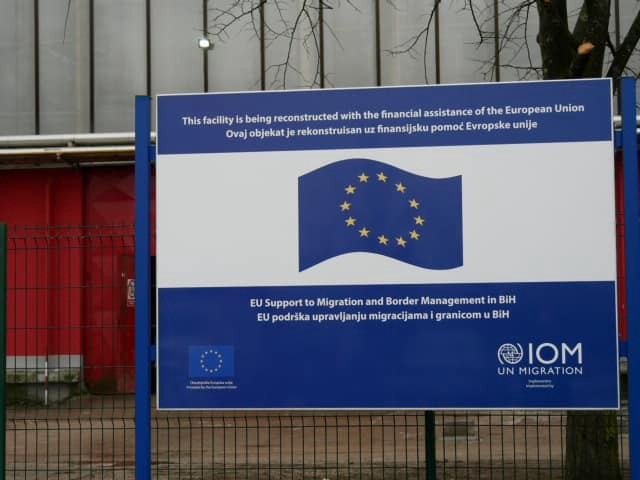 This facility is being reconstructed with the financial assistance of the European Union
Ovaj objekat je rekonstruisan uz finansijsku pomoć Evropske unije
EU Support to Migration and Border Management in BiH
EU podrška upravljanju migracijama i granicom u BiH
IOM
UN MIGRATION